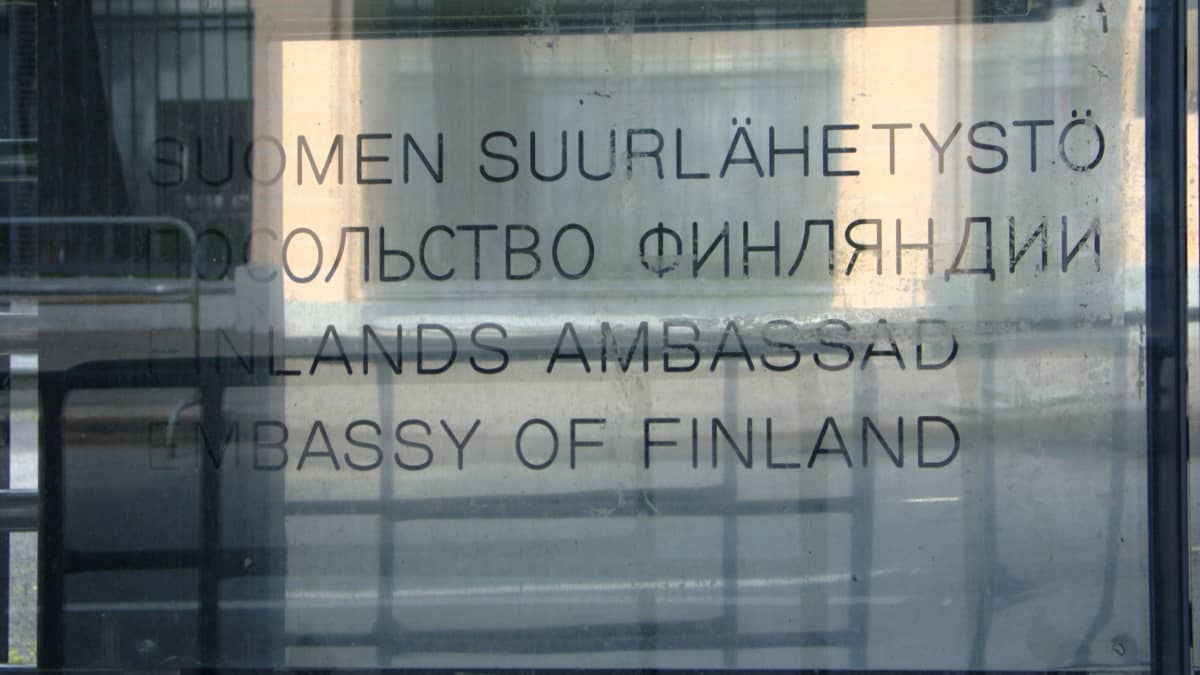 SUOMEN SUURLÄHETYSTÖ
ПОСОЛЬСТВО ФИНЛЯНДИИ
FINLANDS AMBASSAD
EMBASSY OF FINLAND